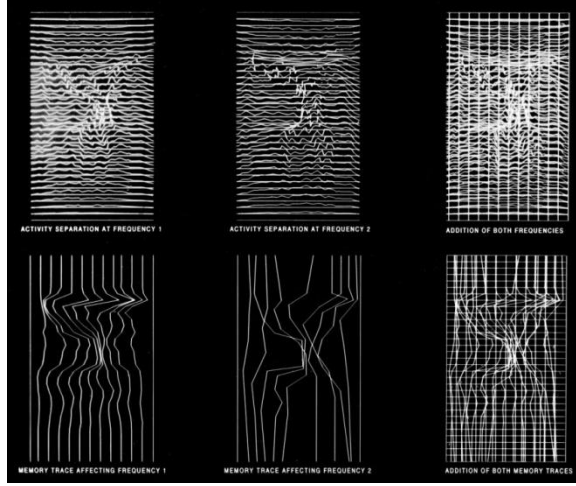 ACTIVITY SEPARATION AT FREQUENCY 1
ACTIVITY SEPARATION AT FREQUENCY 2
ADDITION OF BOTH FREQUENCIES
MEMORY TRACE AFFECTING FREQUENCY 1
MEMORY TRACE AFFECTING FREQUENCY 2
ADDITION OF BOTH MEMORY TRACES